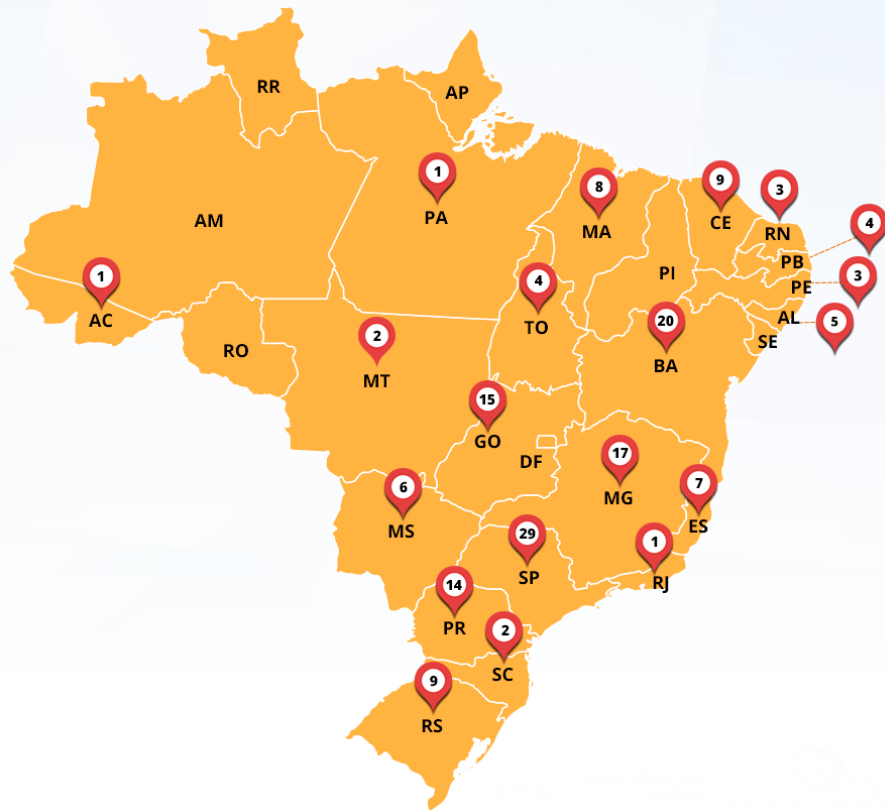 RR
AP
AM
1
PA
8
MA
9
CE
3
RN
4
PB
3
PE
5
AL
SE
PI
1
AC
RO
2
MT
4
TO
20
BA
15
GO
DF
17
MG
7
ES
6
MS
29
SP
1
RJ
14
PR
2
SC
9
RS